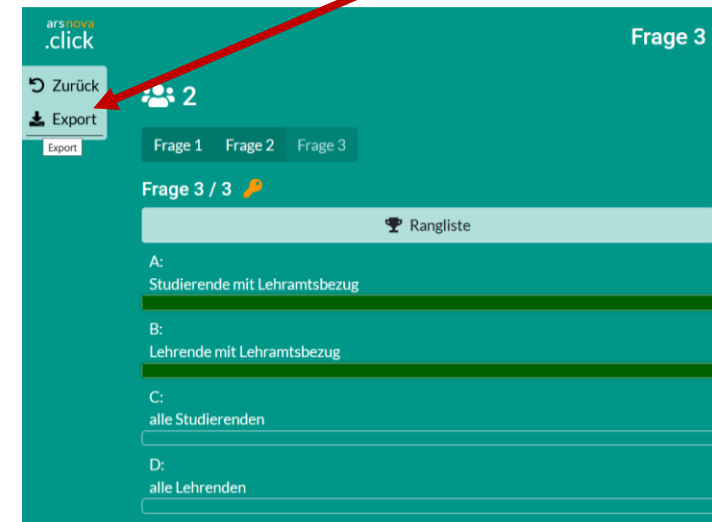 arsnova
.click
Frage 3
Zurück
Export
Export
2
Frage 1 Frage 2 Frage 3
Frage 3 / 3
Rangliste
A:
Studierende mit Lehramtsbezug
B:
Lehrende mit Lehramtsbezug
C:
alle Studierenden
D:
alle Lehrenden